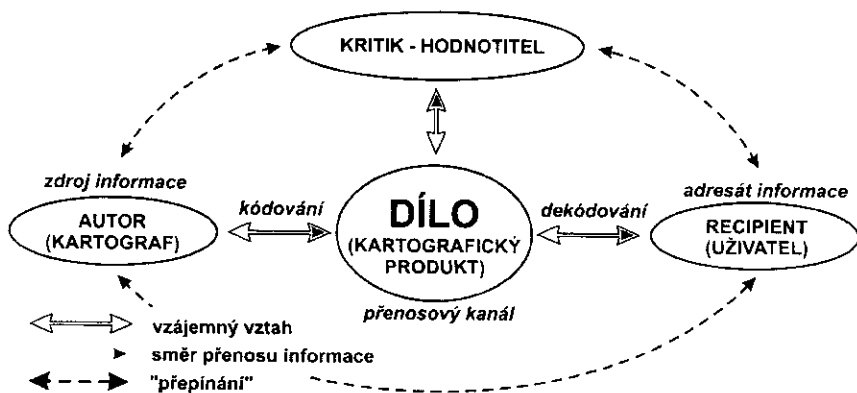 KRITIK - HODNOTITEL
zdroj informace
adresát informace
AUTOR
(KARTOGRAF)
kódování
DÍLO
(KARTOGRAFICKÝ
PRODUKT)
dekódování
RECIPIENT
(UŽIVATEL)
přenosový kanál
vzájemný vztah
směr přenosu informace
"přepínání"